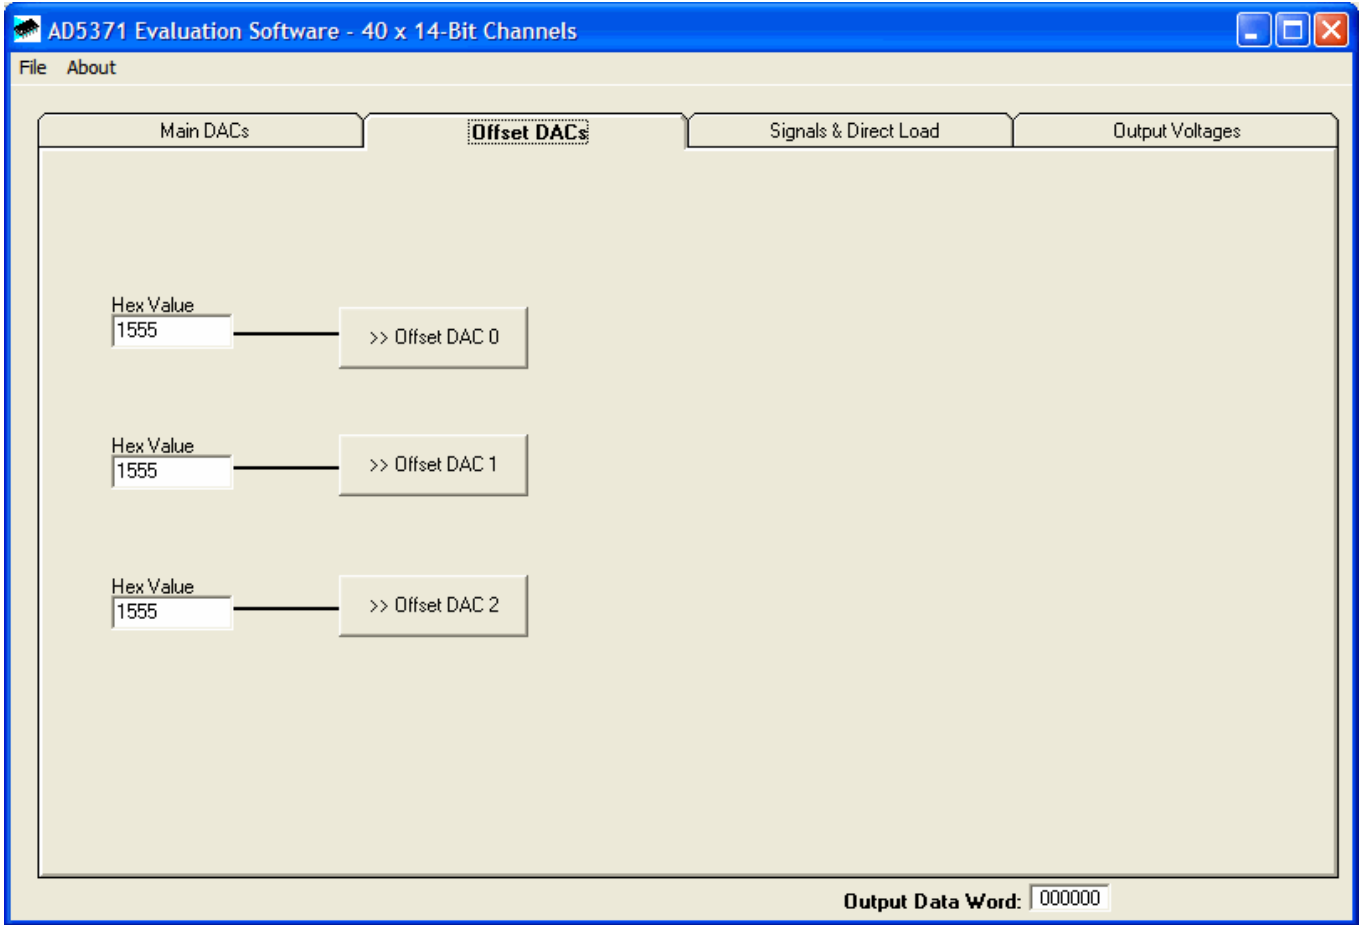 AD5371 Evaluation Software - 40 x 14-Bit Channels
File About
Main DACs Offset DACs Signals & Direct Load Output Voltages
Hex Value
1555 >> Offset DAC 0
Hex Value
1555 >> Offset DAC 1
Hex Value
1555 >> Offset DAC 2
Output Data Word: 000000